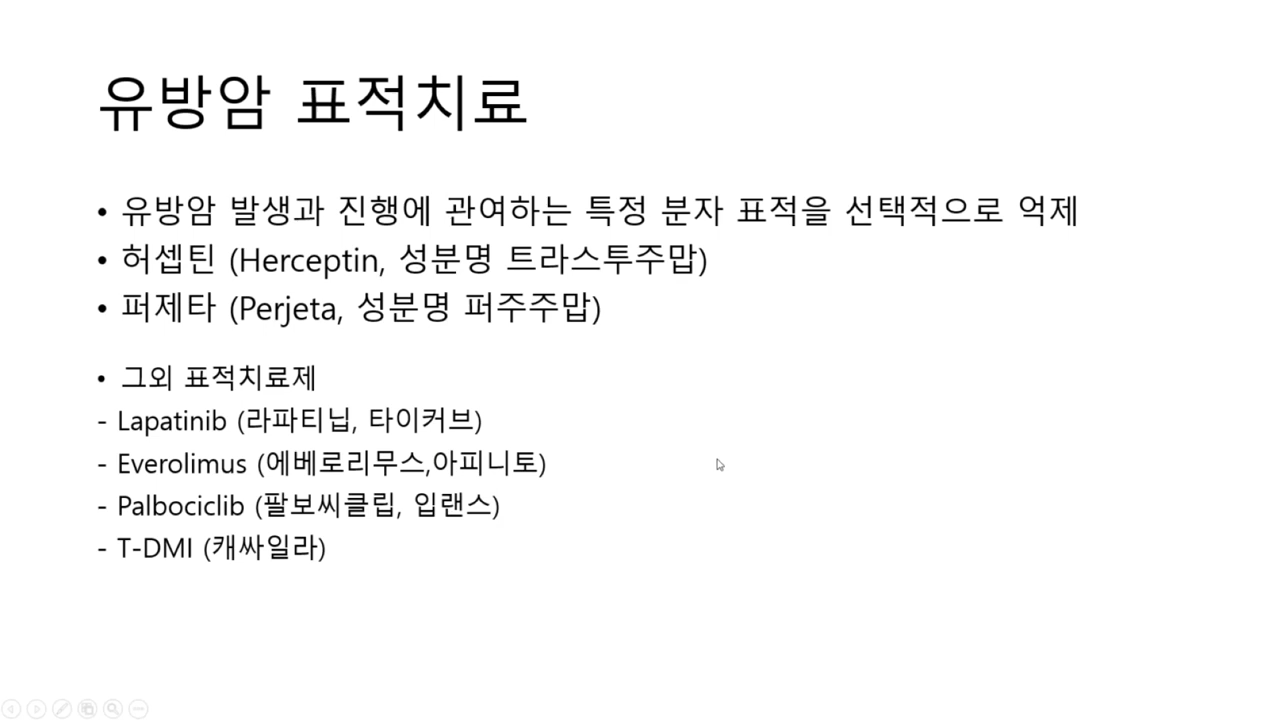 유방암 표적치료
• 유방암 발생과 진행에 관여하는 특정 분자 표적을 선택적으로 억제
• 허셉틴 (Herceptin, 성분명 트라스투주맙)
• 퍼제타 (Perjeta, 성분명 퍼주주맙)
• 그외 표적치료제
- Lapatinib (라파티닙, 타이커브)
- Everolimus (에베로리무스,아피니토)
- Palbociclib (팔보씨클립, 입랜스)
- T-DMI (캐싸일라)